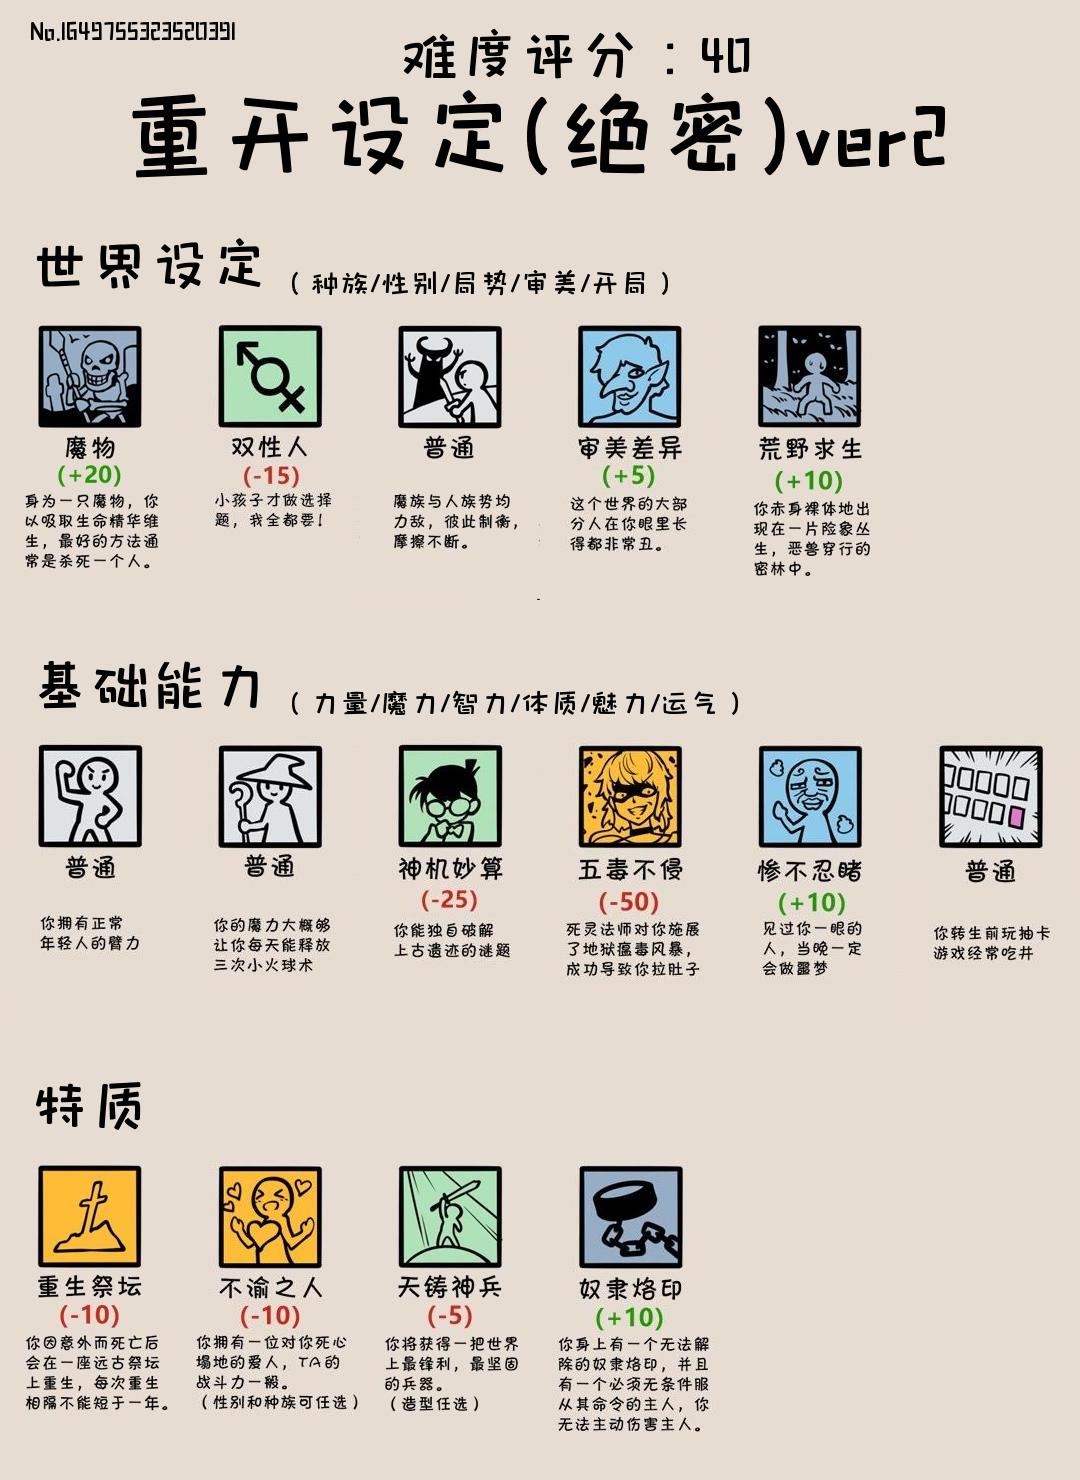 No.1649755323520391
难度评分：40
重开设定(绝密)ver2
世界设定（种族/性别/局势/审美/开局）
魔物
(+20)
身为一只魔物，你
以吸取生命精华维
生，最好的方法通
常是杀死一个人。
双性人
(-15)
小孩子才做选择
题，我全都要！
普通
魔族与人族势均
力敌，彼此制衡，
摩擦不断。
审美差异
(+5)
这个世界的大部
分人在你眼里长
得都非常丑。
荒野求生
(+10)
你赤身裸体地出
现在一片险象丛
生，恶兽穿行的
密林中。
基础能力（力量/魔力/智力/体质/魅力/运气）
普通
你拥有正常
年轻人的臂力
普通
你的魔力大概够
让你每天能释放
三次小火球术
神机妙算
(-25)
你能独自破解
上古遗迹的谜题
五毒不侵
(-50)
死灵法师对你施展
了地狱瘟毒风暴，
成功导致你拉肚子
惨不忍睹
(+10)
见过你一眼的
人，当晚一定
会做噩梦
普通
你转生前玩抽卡
游戏经常吃井
特质
重生祭坛
(-10)
你因意外而死亡后
会在一座远古祭坛
上重生，每次重生
相隔不能短于一年。
不渝之人
(-10)
你拥有一位对你死心
塌地的爱人，TA的
战斗力一般。
（性别和种族可任选）
天铸神兵
(-5)
你将获得一把世界
上最锋利，最坚固
的兵器。
（造型任选）
奴隶烙印
(+10)
你身上有一个无法解
除的奴隶烙印，并且
有一个必须无条件服
从其命令的主人，你
无法主动伤害主人。